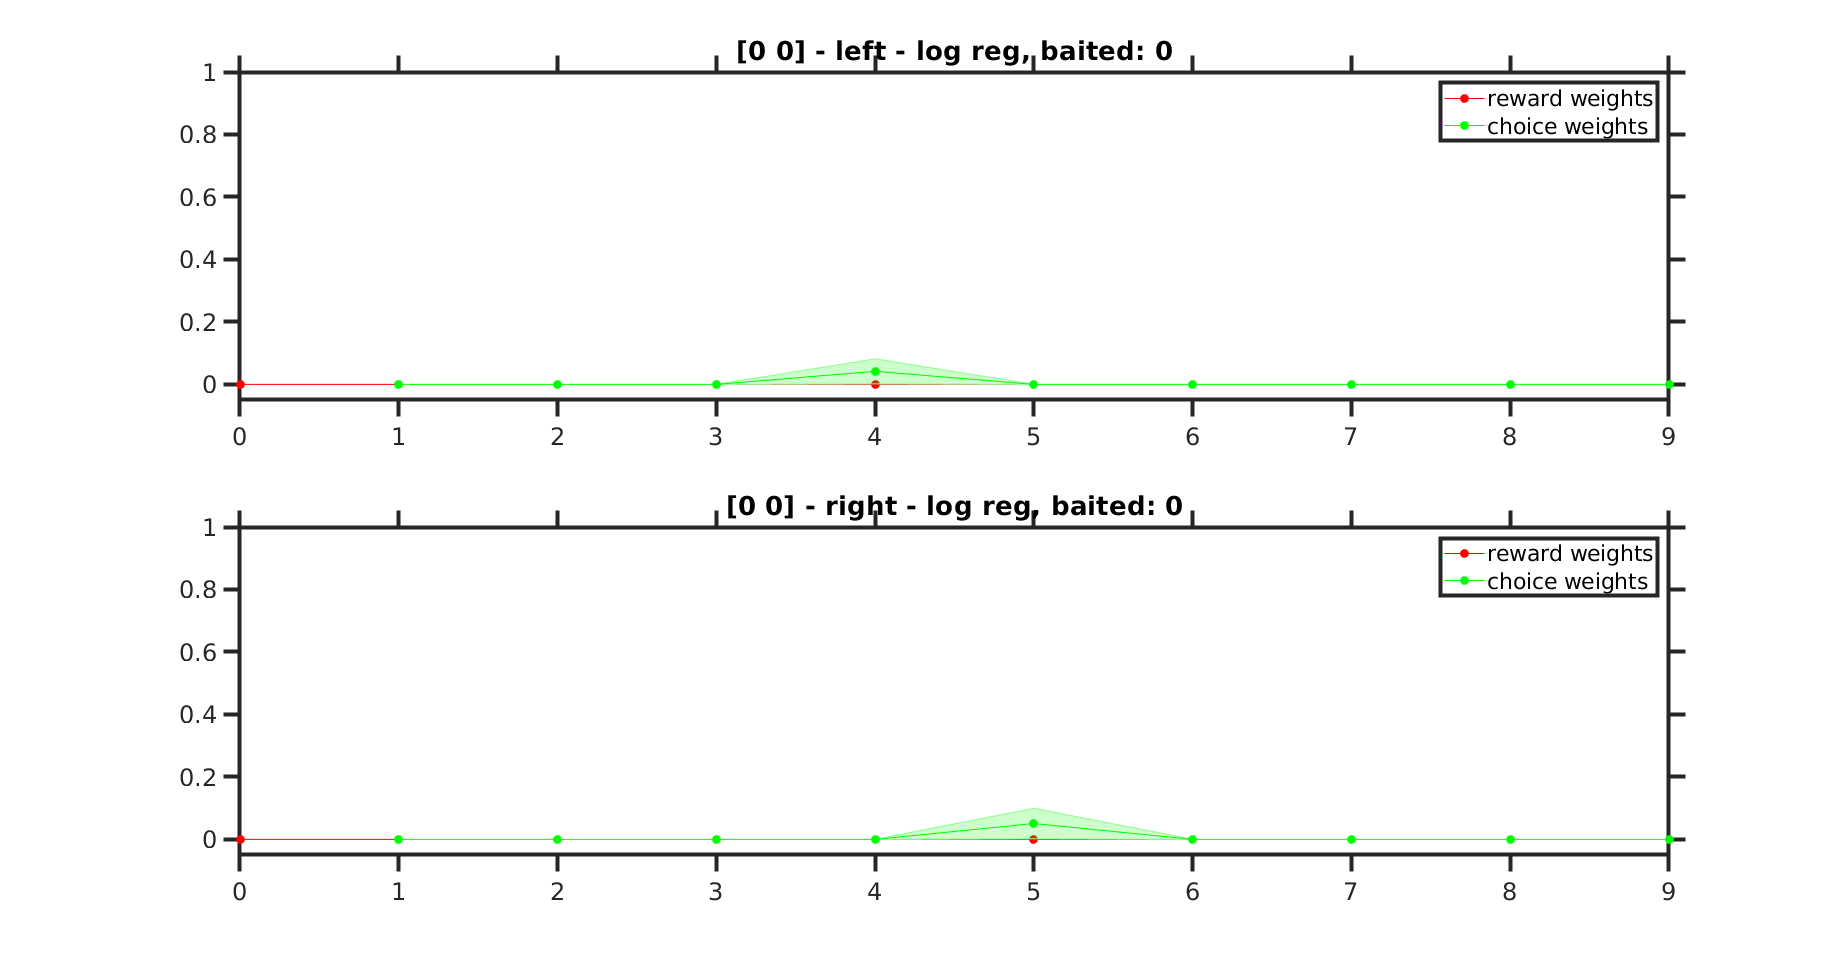 [0 0] - left - log reg, baited: 0
1
0.8
0.6
0.4
0.2
0
reward weights
choice weights
0 1 2 3 4 5 6 7 8 9
[0 0] - right - log reg, baited: 0
1
0.8
0.6
0.4
0.2
0
reward weights
choice weights
0 1 2 3 4 5 6 7 8 9